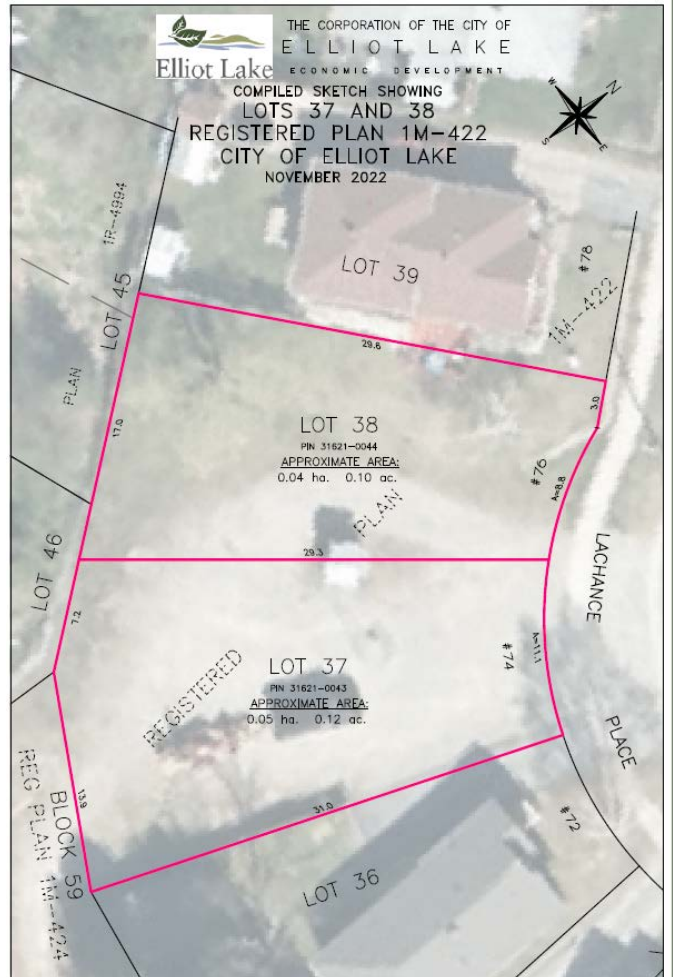 THE CORPORATION OF THE CITY OF
ELLIOT LAKE
ECONOMIC DEVELOPMENT
Elliot Lake
COMPILED SKETCH SHOWING
LOTS 37 AND 38
REGISTERED PLAN 1M-422
CITY OF ELLIOT LAKE
NOVEMBER 2022
W
N
S
E
1R-4994
PLAN
LOT 45
LOT 39
#78
1M-422
29.6
3.0
17.0
LOT 38
PIN 31621-0044
APPROXIMATE AREA:
0.04 ha. 0.10 ac.
#76
A=8.8
PLAN
29.3
LOT 46
7.2
LACHANCE
PLACE
A=11.1
#74
LOT 37
PIN 31621-0043
APPROXIMATE AREA:
0.05 ha. 0.12 ac.
REGISTERED
31.0
13.9
BLOCK 59
REG PLAN 1M-424
#72
LOT 36